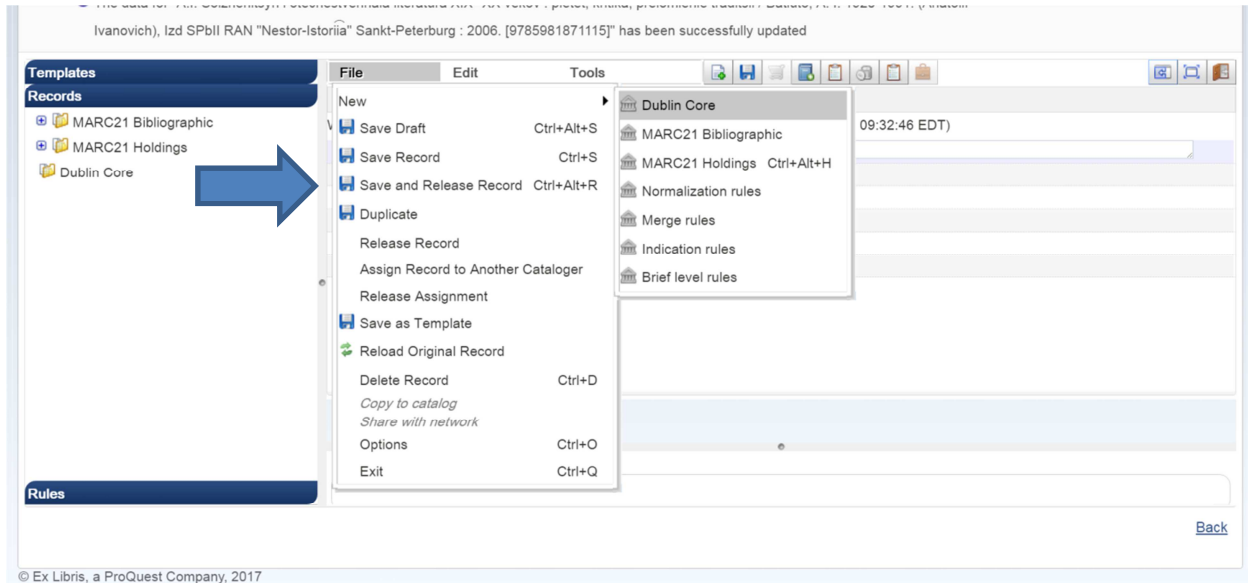 Ivanovich), Izd SPbII RAN "Nestor-Istorii͡a" Sankt-Peterburg : 2006. [9785981871115]" has been successfully updated
Templates
Records
MARC21 Bibliographic
MARC21 Holdings
Dublin Core
Rules
File Edit Tools
New
Save Draft Ctrl+Alt+S
Save Record Ctrl+S
Save and Release Record Ctrl+Alt+R
Duplicate
Release Record
Assign Record to Another Cataloger
Release Assignment
Save as Template
Reload Original Record
Delete Record Ctrl+D
Copy to catalog
Share with network
Options Ctrl+O
Exit Ctrl+Q
Dublin Core
MARC21 Bibliographic
MARC21 Holdings Ctrl+Alt+H
Normalization rules
Merge rules
Indication rules
Brief level rules
09:32:46 EDT)
Back
© Ex Libris, a ProQuest Company, 2017